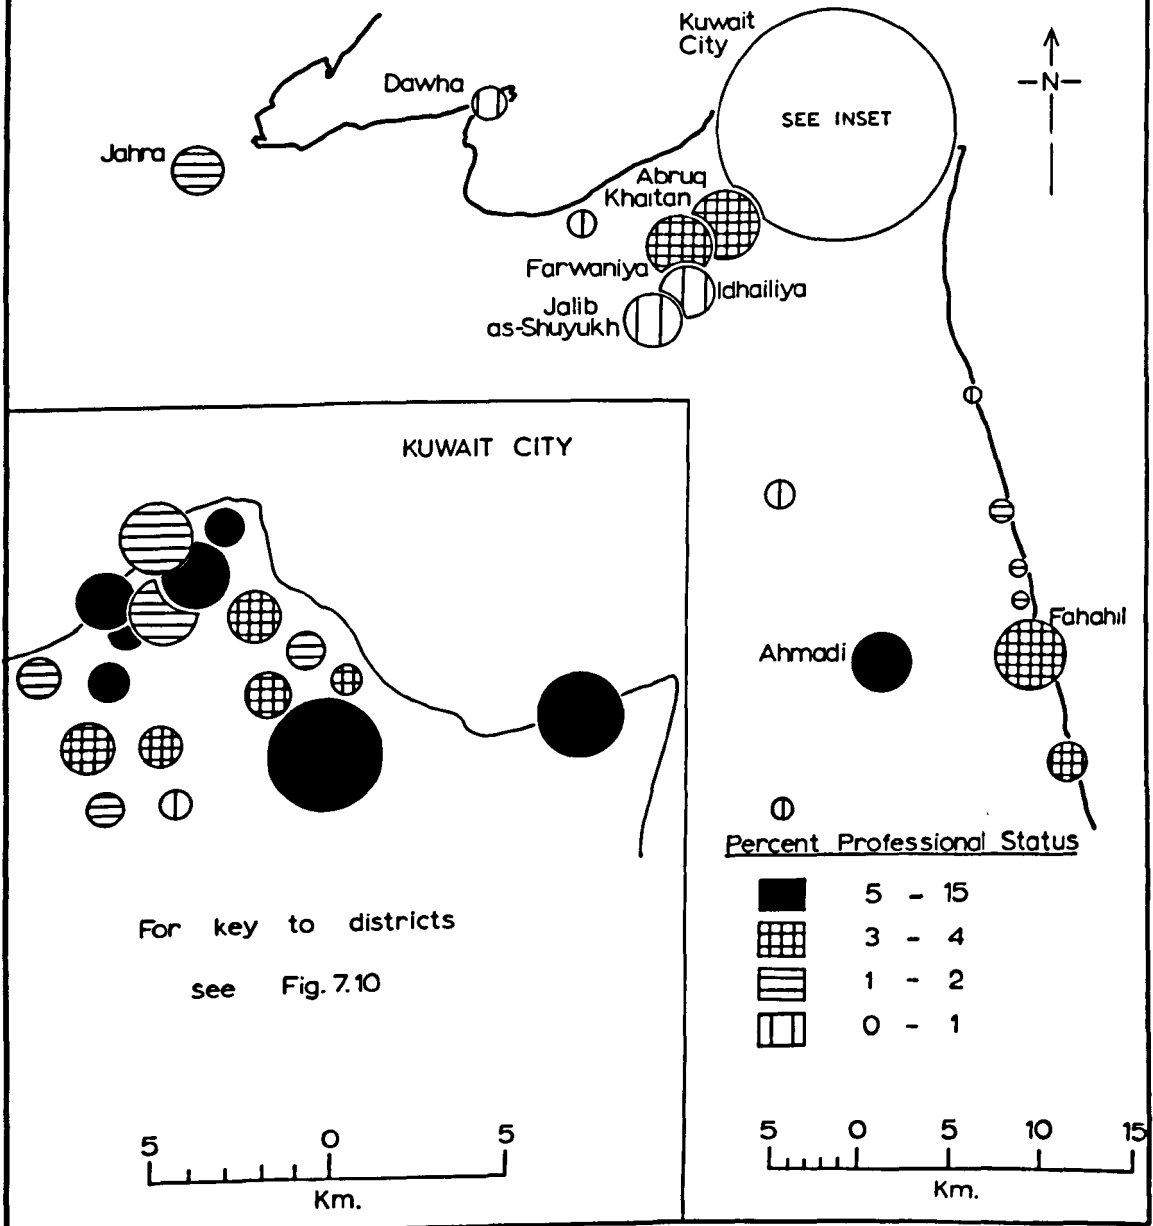 Kuwait
City
SEE INSET
-N-
Dawha
Jahra
Abruq
Khaitan
Farwaniya
Idhailiya
Jalib
as-Shuyukh
KUWAIT CITY
Fahahil
Ahmadi
For key to districts
see Fig. 7.10
Percent Professional Status
5 - 15
3 - 4
1 - 2
0 - 1
5 0 5
Km.
5 0 5 10 15
Km.